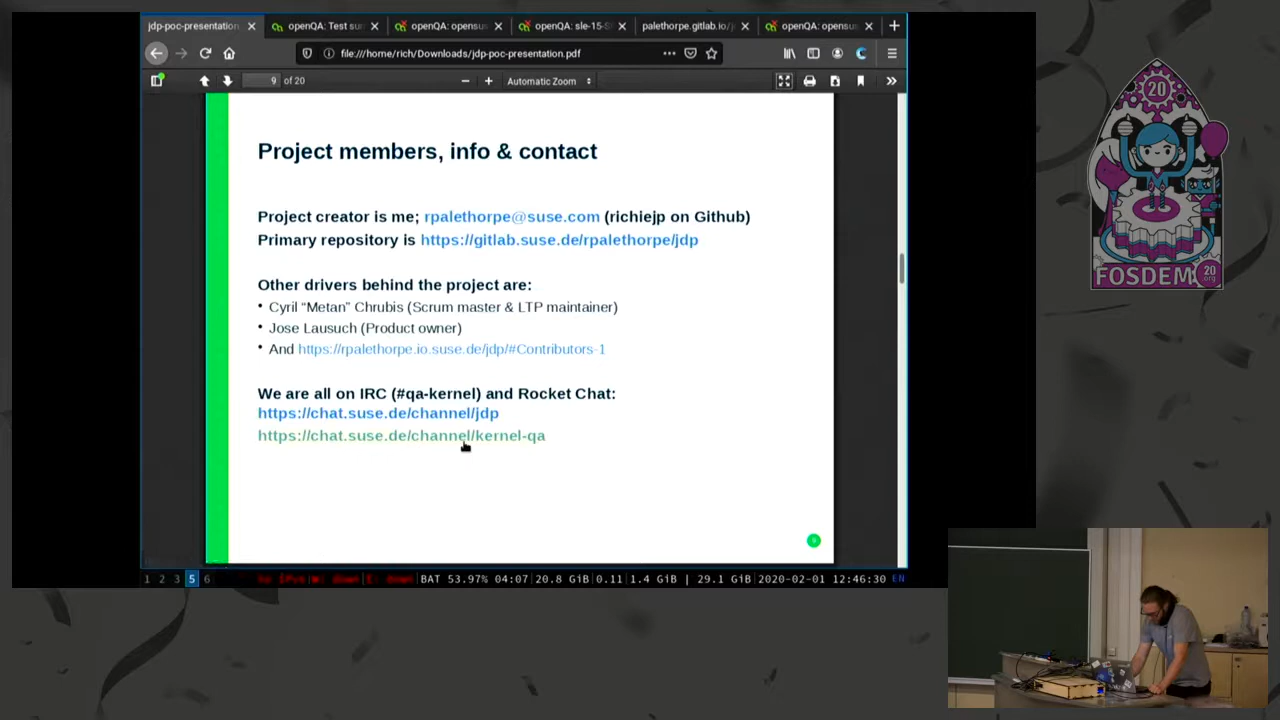 jdp-poc-presentation
openQA: Test sum
openQA: opensus
openQA: sle-15-S
palethorpe.gitlab.io/j
openQA: opensus
file:///home/rich/Downloads/jdp-poc-presentation.pdf
9 of 20
Automatic Zoom
Project members, info & contact
Project creator is me; rpalethorpe@suse.com (richiejp on Github)
Primary repository is https://gitlab.suse.de/rpalethorpe/jdp
Other drivers behind the project are:
• Cyril “Metan” Chrubis (Scrum master & LTP maintainer)
• Jose Lausuch (Product owner)
• And https://rpalethorpe.io.suse.de/jdp/#Contributors-1
We are all on IRC (#qa-kernel) and Rocket Chat:
https://chat.suse.de/channel/jdp
https://chat.suse.de/channel/kernel-qa
9
1 2 3 5 6
BAT 53.97% 04:07 20.8 GiB 0.11 1.4 GiB | 29.1 GiB 2020-02-01 12:46:30 EN
20
FOSDEM
20
.org